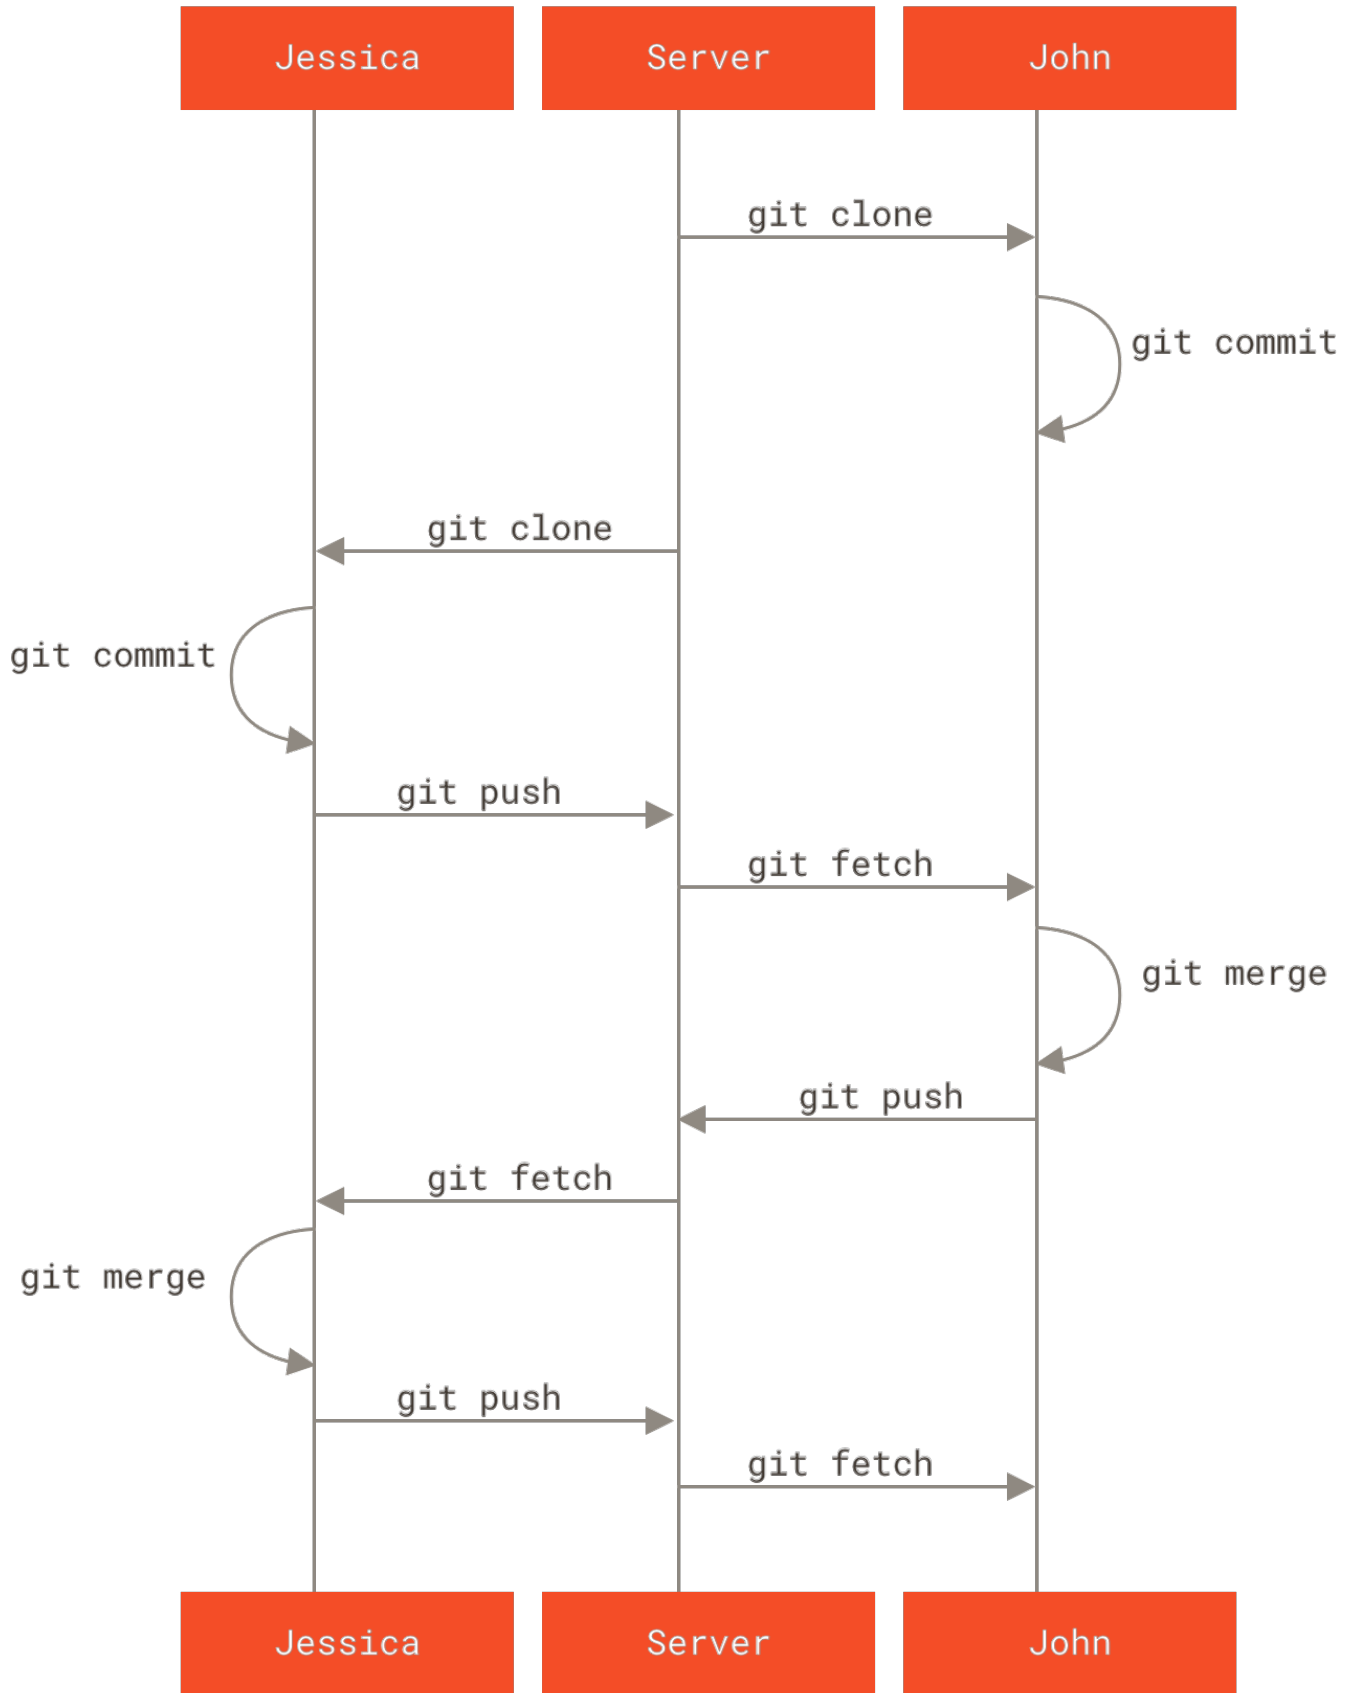 Jessica
Server
John
git clone
git commit
git clone
git commit
git push
git fetch
git merge
git push
git fetch
git merge
git push
git fetch
Jessica
Server
John